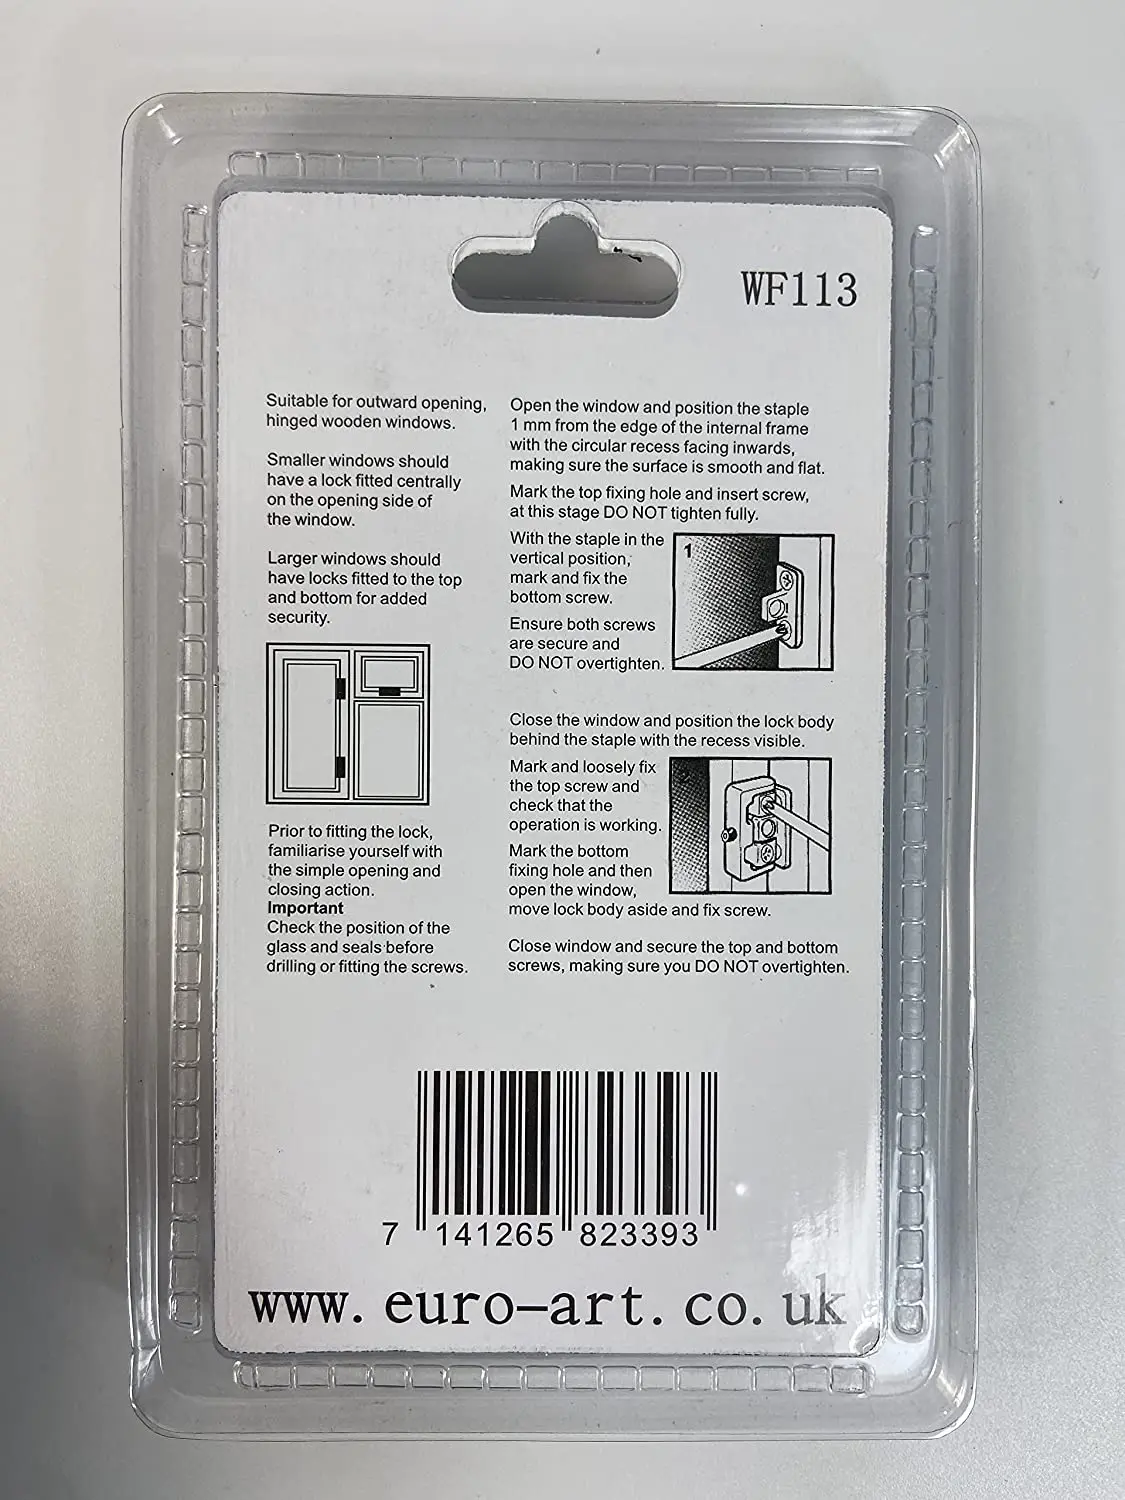 WF113
Suitable for outward opening,
hinged wooden windows.
Smaller windows should
have a lock fitted centrally
on the opening side of
the window.
Larger windows should
have locks fitted to the top
and bottom for added
security.
Prior to fitting the lock,
familiarise yourself with
the simple opening and
closing action.
Important
Check the position of the
glass and seals before
drilling or fitting the screws.
Open the window and position the staple
1 mm from the edge of the internal frame
with the circular recess facing inwards,
making sure the surface is smooth and flat.
Mark the top fixing hole and insert screw,
at this stage DO NOT tighten fully.
With the staple in the
vertical position,
mark and fix the
bottom screw.
Ensure both screws
are secure and
DO NOT overtighten.
1
Close the window and position the lock body
behind the staple with the recess visible.
Mark and loosely fix
the top screw and
check that the
operation is working.
Mark the bottom
fixing hole and then
open the window,
move lock body aside and fix screw.
2
Close window and secure the top and bottom
screws, making sure you DO NOT overtighten.
7 141265 823393
www.euro-art.co.uk